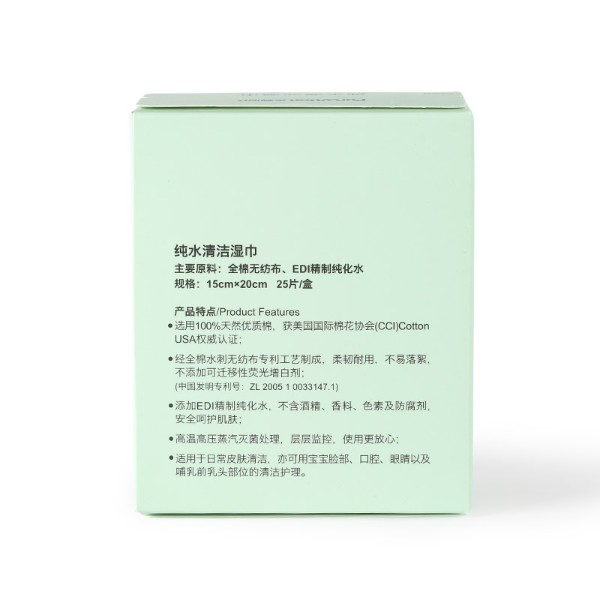 纯水清洁湿巾
主要原料：全棉无纺布、EDI精制纯化水
规格：15cm×20cm 25片/盒
产品特点/Product Features
●选用100%天然优质棉，获美国国际棉花协会(CCI)Cotton
USA权威认证；
●经全棉水刺无纺布专利工艺制成，柔韧耐用，不易落絮，
不添加可迁移性荧光增白剂；
(中国发明专利号：ZL 2005 1 0033147.1)
●添加EDI精制纯化水，不含酒精、香料、色素及防腐剂，
安全呵护肌肤；
●高温高压蒸汽灭菌处理，层层监控，使用更放心；
●适用于日常皮肤清洁，亦可用宝宝脸部、口腔、眼睛以及
哺乳前乳头部位的清洁护理。